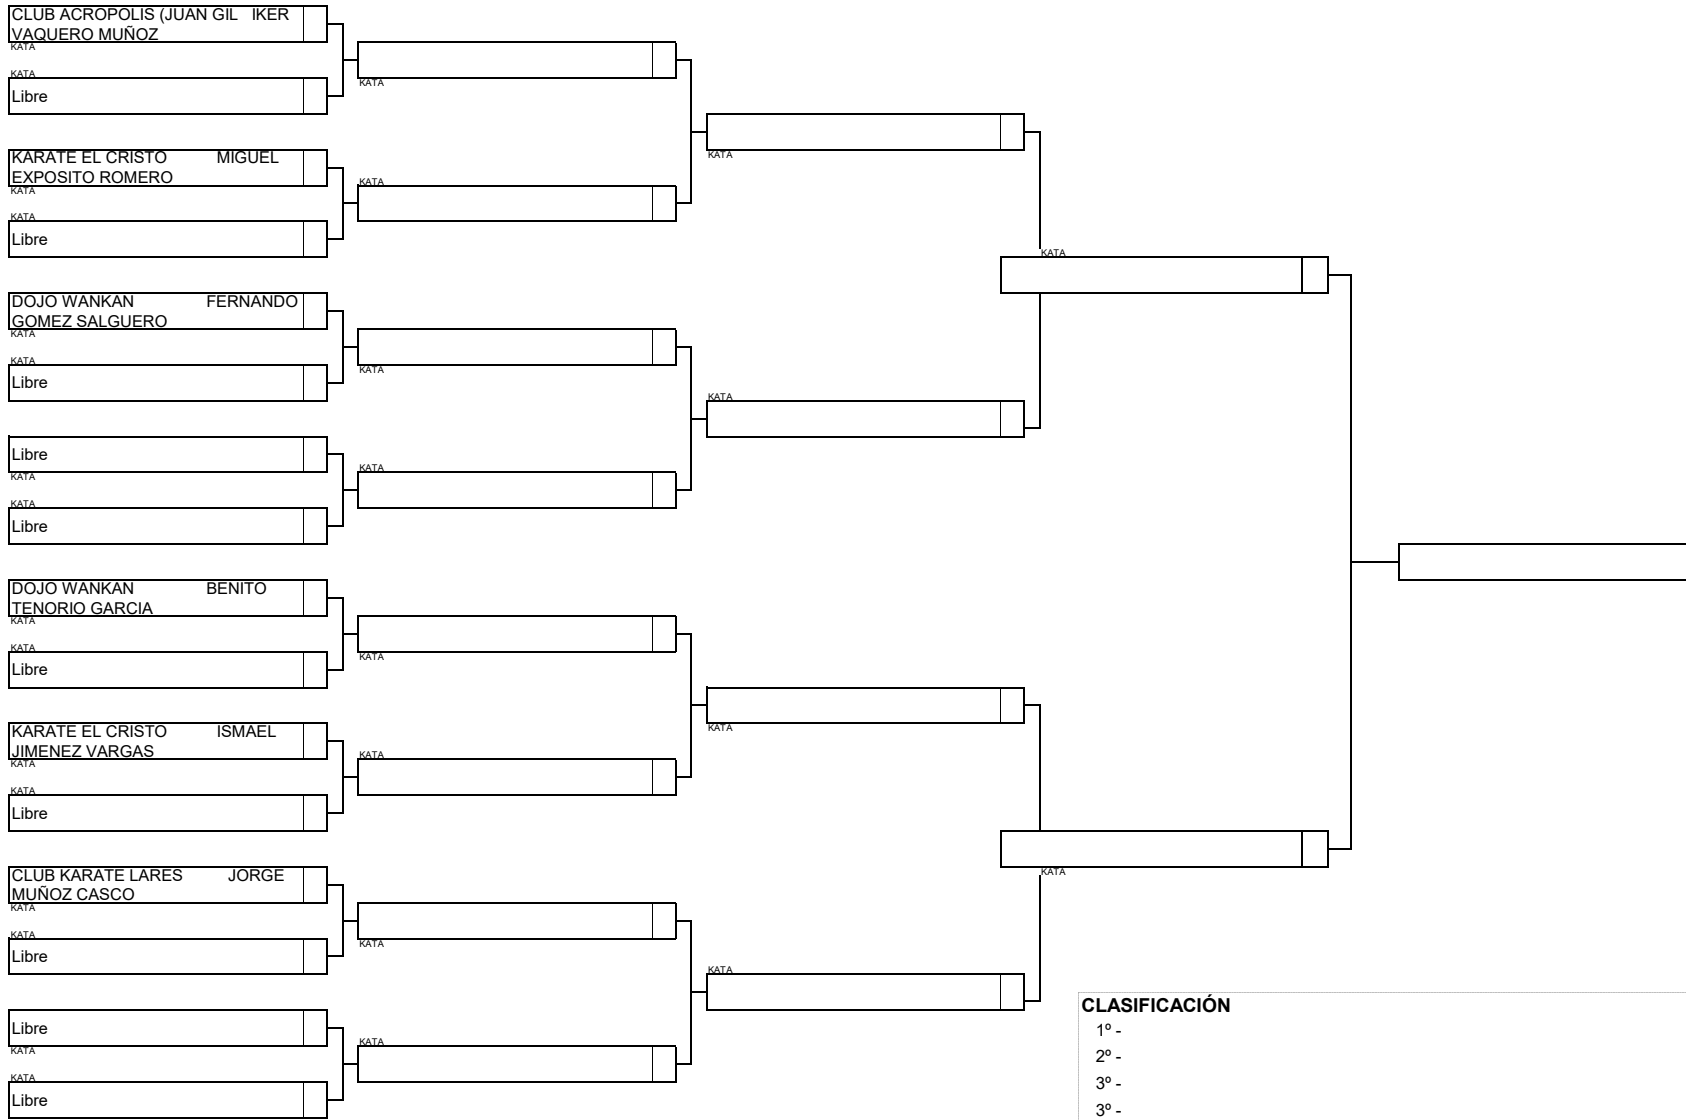 CLUB ACROPOLIS (JUAN GIL IKER
VAQUERO MUÑOZ
KATA
KATA
Libre
KARATE EL CRISTO MIGUEL
EXPOSITO ROMERO
KATA
KATA
Libre
DOJO WANKAN FERNANDO
GOMEZ SALGUERO
KATA
KATA
Libre
Libre
KATA
KATA
Libre
DOJO WANKAN BENITO
TENORIO GARCIA
KATA
KATA
Libre
KARATE EL CRISTO ISMAEL
JIMENEZ VARGAS
KATA
KATA
Libre
CLUB KARATE LARES JORGE
MUÑOZ CASCO
KATA
KATA
Libre
Libre
KATA
KATA
Libre
KATA
KATA
KATA
KATA
KATA
KATA
KATA
KATA
KATA
KATA
KATA
KATA
KATA
KATA
CLASIFICACIÓN
1º -
2º -
3º -
3º -